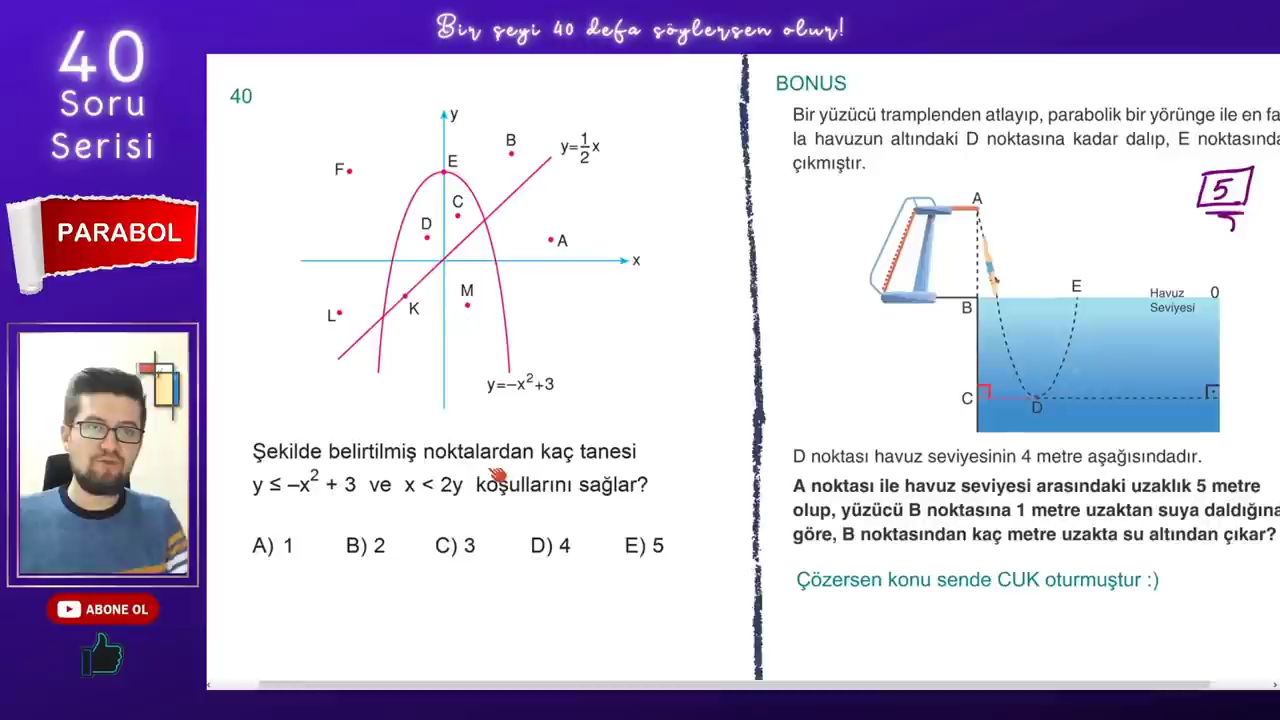 Bir şeyi 40 defa söylersen olur!
40
Soru
Serisi
PARABOL
ABONE OL
40
y
x
y=1/2x
B
E
F
C
D
A
M
K
L
y=–x²+3
Şekilde belirtilmiş noktalardan kaç tanesi
y ≤ –x² + 3 ve x < 2y koşullarını sağlar?
A) 1 B) 2 C) 3 D) 4 E) 5
BONUS
Bir yüzücü tramplenden atlayıp, parabolik bir yörünge ile en fa
la havuzun altındaki D noktasına kadar dalıp, E noktasında
çıkmıştır.
5
A
E
Havuz
Seviyesi
0
B
C
D
D noktası havuz seviyesinin 4 metre aşağısındadır.
A noktası ile havuz seviyesi arasındaki uzaklık 5 metre
olup, yüzücü B noktasına 1 metre uzaktan suya daldığına
göre, B noktasından kaç metre uzakta su altından çıkar?
Çözersen konu sende CUK oturmuştur :)